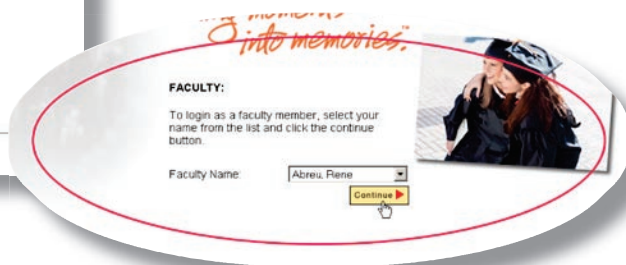 into memories.
FACULTY:
To login as a faculty member, select your
name from the list and click the continue
button.
Faculty Name: Abreu, Rene
Continue